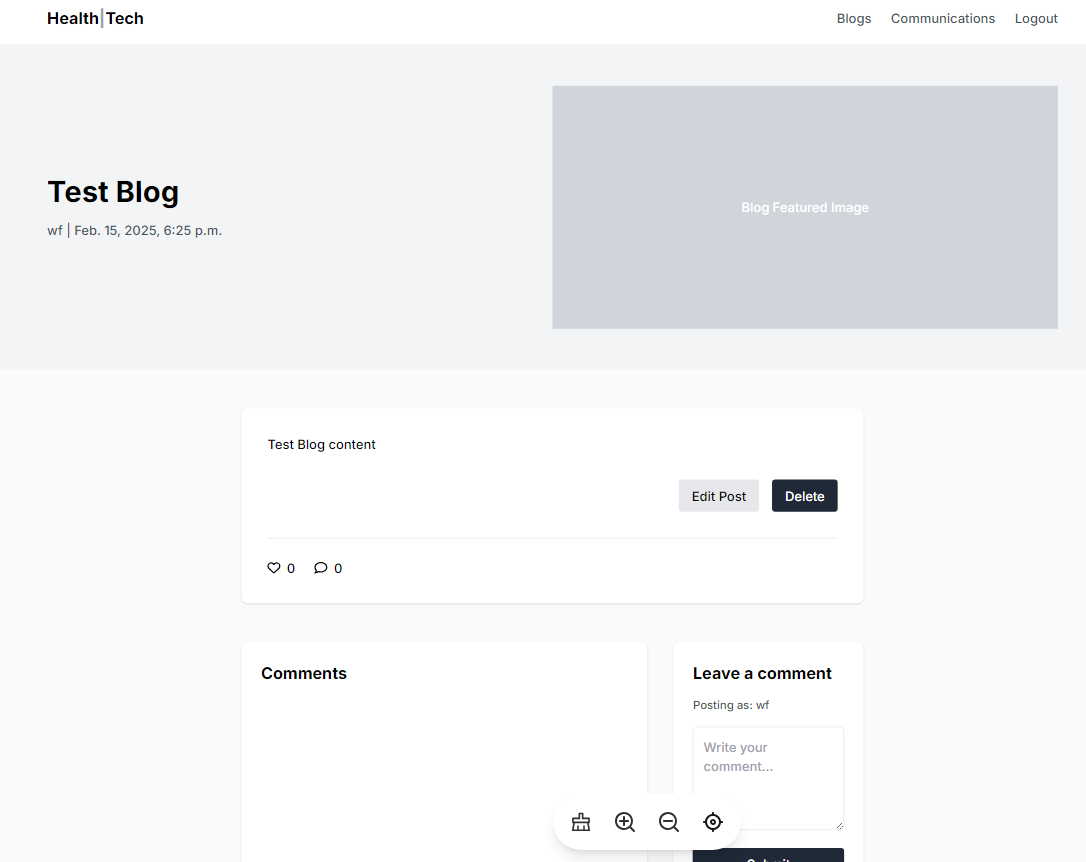 Health|Tech
Blogs Communications Logout
Test Blog
wf | Feb. 15, 2025, 6:25 p.m.
Blog Featured Image
Test Blog content
Edit Post Delete
0 0
Comments
Leave a comment
Posting as: wf
Write your
comment...
Submit